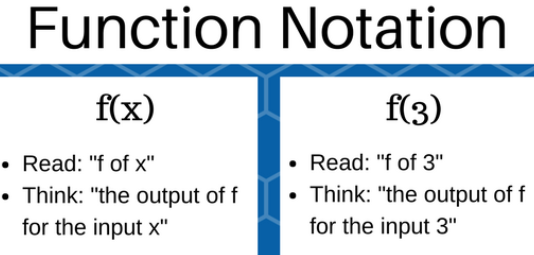 Function Notation
f(x)
• Read: "f of x"
• Think: "the output of f
for the input x"
f(3)
• Read: "f of 3"
• Think: "the output of f
for the input 3"